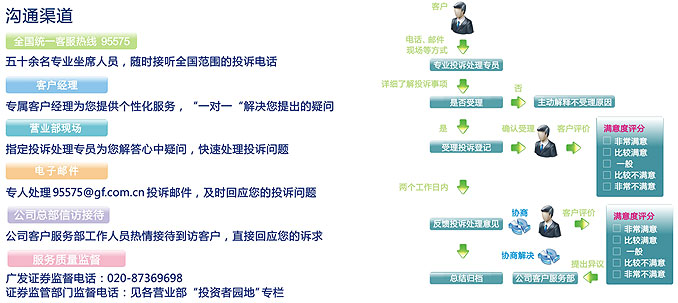 沟通渠道
全国统一客服热线 95575
五十余名专业坐席人员，随时接听全国范围的投诉电话
客户经理
专属客户经理为您提供个性化服务，“一对一“解决您提出的疑问
营业部现场
指定投诉处理专员为您解答心中疑问，快速处理投诉问题
电子邮件
专人处理95575@gf.com.cn投诉邮件，及时回应您的投诉问题
公司总部信访接待
公司客户服务部工作人员热情接待到访客户，直接回应您的诉求
服务质量监督
广发证券监督电话：020-87369698
证券监管部门监督电话：见各营业部 “投资者园地”专栏
客户
电话、邮件
现场等方式
专业投诉处理专员
详细了解投诉事项
是否受理
否
主动解释不受理原因
是
受理投诉登记
确认受理
客户评价
满意度评分
非常满意
比较满意
一般
比较不满意
非常不满意
两个工作日内
反馈投诉处理意见
协商
客户评价
满意度评分
非常满意
比较满意
一般
比较不满意
非常不满意
协商解决
提出异议
总结归档
公司客户服务部